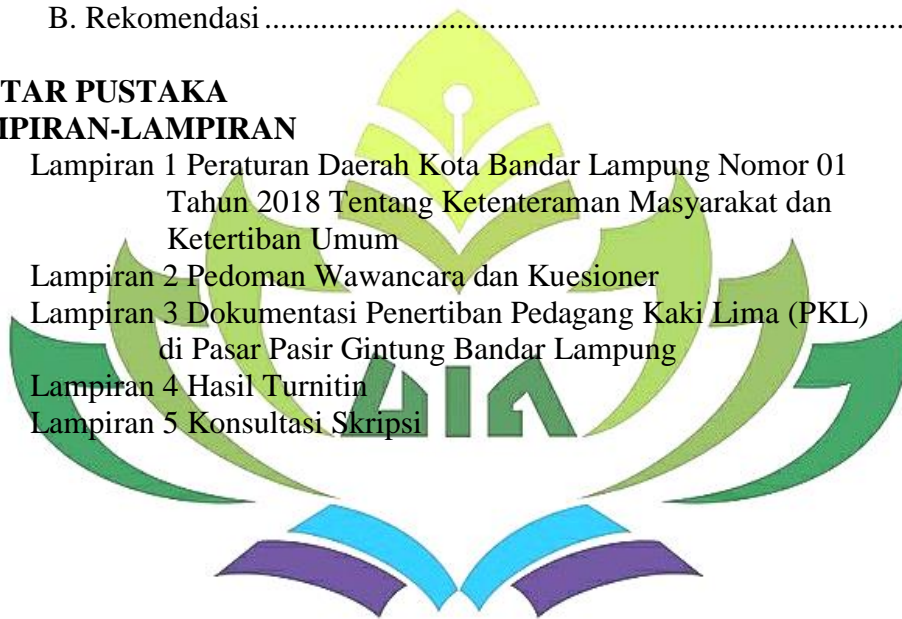 B. Rekomendasi ........................................................................
TAR PUSTAKA
MPIRAN-LAMPIRAN
Lampiran 1 Peraturan Daerah Kota Bandar Lampung Nomor 01
Tahun 2018 Tentang Ketenteraman Masyarakat dan
Ketertiban Umum
Lampiran 2 Pedoman Wawancara dan Kuesioner
Lampiran 3 Dokumentasi Penertiban Pedagang Kaki Lima (PKL)
di Pasar Pasir Gintung Bandar Lampung
Lampiran 4 Hasil Turnitin
Lampiran 5 Konsultasi Skripsi